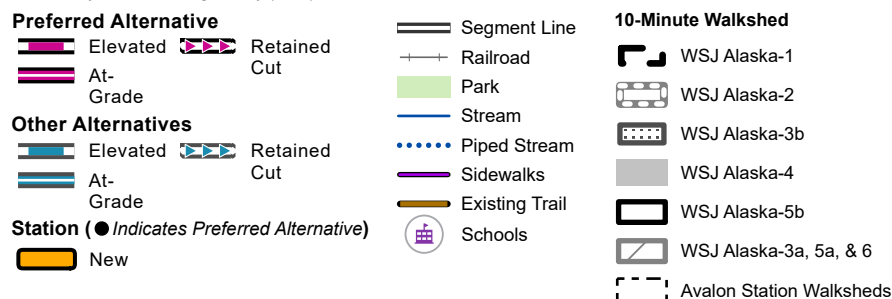 Preferred Alternative
Elevated
Retained Cut
At-
Grade
Other Alternatives
Elevated
Retained Cut
At-
Grade
Station (● Indicates Preferred Alternative)
New
Segment Line
Railroad
Park
Stream
Piped Stream
Sidewalks
Existing Trail
Schools
10-Minute Walkshed
WSJ Alaska-1
WSJ Alaska-2
WSJ Alaska-3b
WSJ Alaska-4
WSJ Alaska-5b
WSJ Alaska-3a, 5a, & 6
Avalon Station Walksheds